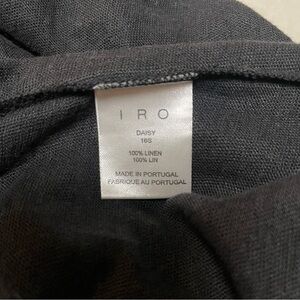 IRO
DAISY
16S
100% LINEN
100% LIN
MADE IN PORTUGAL
FABRIQUE AU PORTUGAL